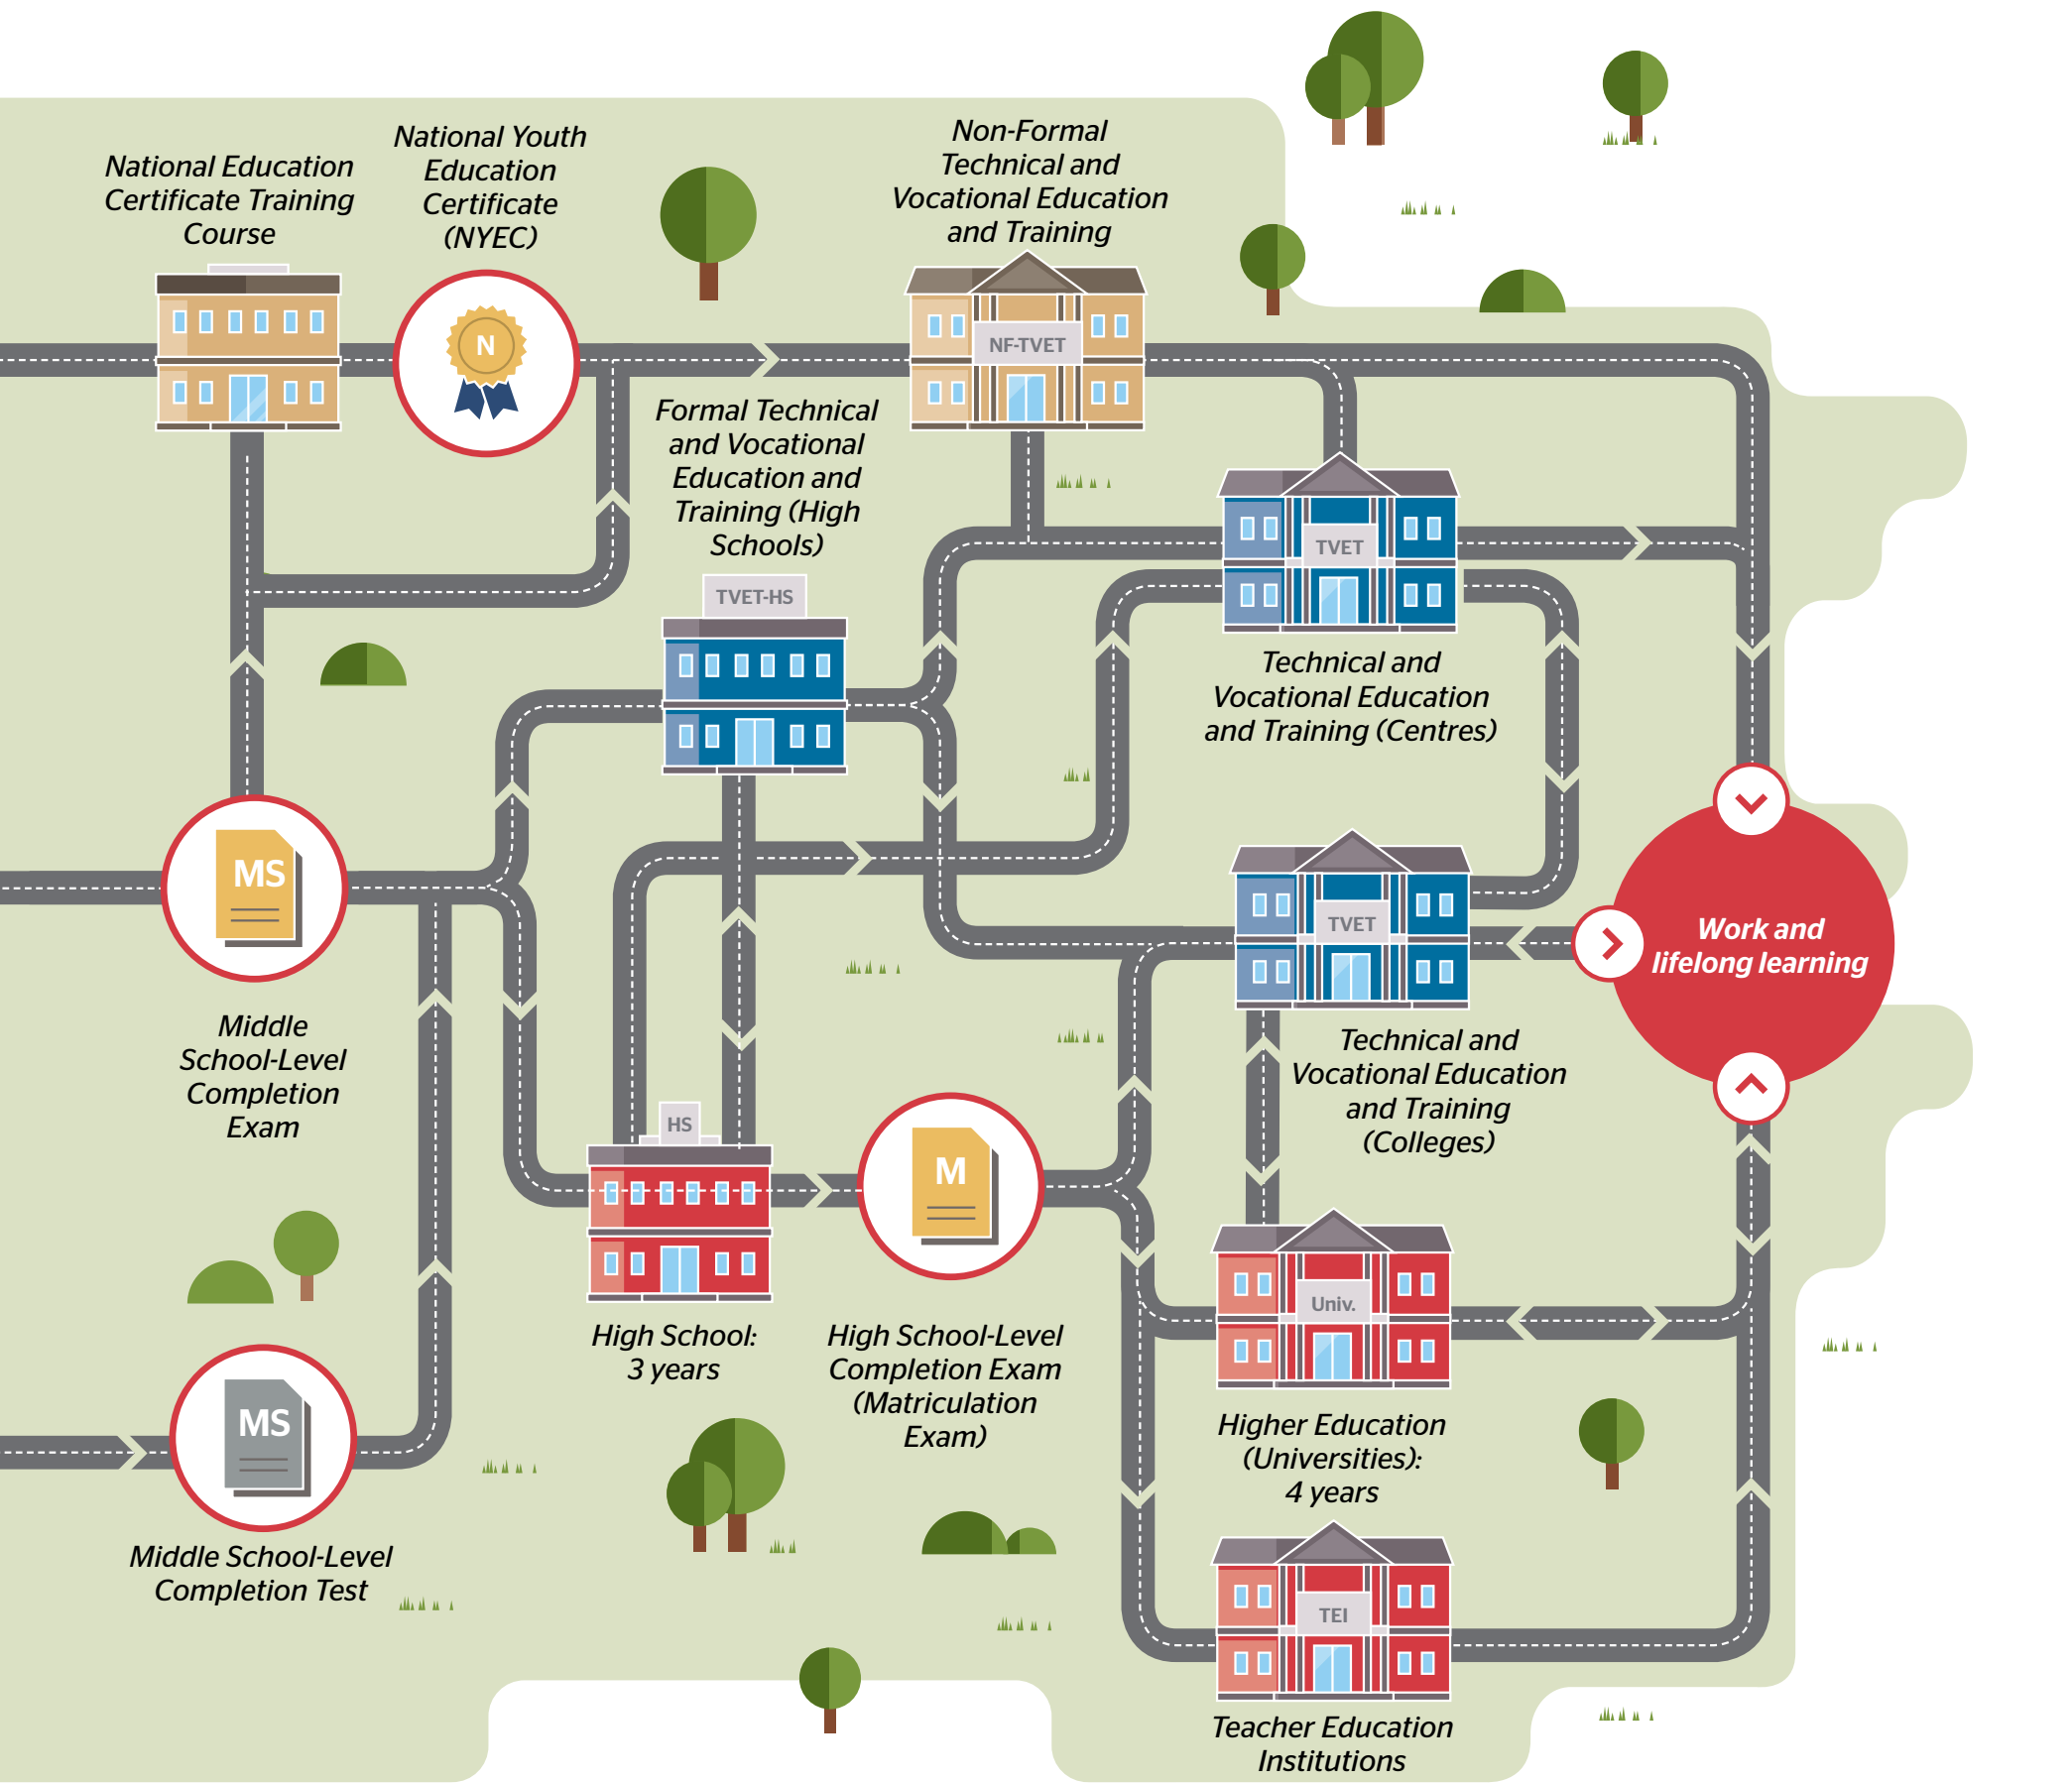 National Education
Certificate Training
Course
National Youth
Education
Certificate
(NYEC)
N
Non-Formal
Technical and
Vocational Education
and Training
NF-TVET
Formal Technical
and Vocational
Education and
Training (High
Schools)
TVET-HS
TVET
Technical and
Vocational Education
and Training (Centres)
MS
Middle
School-Level
Completion
Exam
TVET
Technical and
Vocational Education
and Training
(Colleges)
Work and
lifelong learning
HS
High School:
3 years
M
High School-Level
Completion Exam
(Matriculation
Exam)
Univ.
Higher Education
(Universities):
4 years
MS
Middle School-Level
Completion Test
TEI
Teacher Education
Institutions